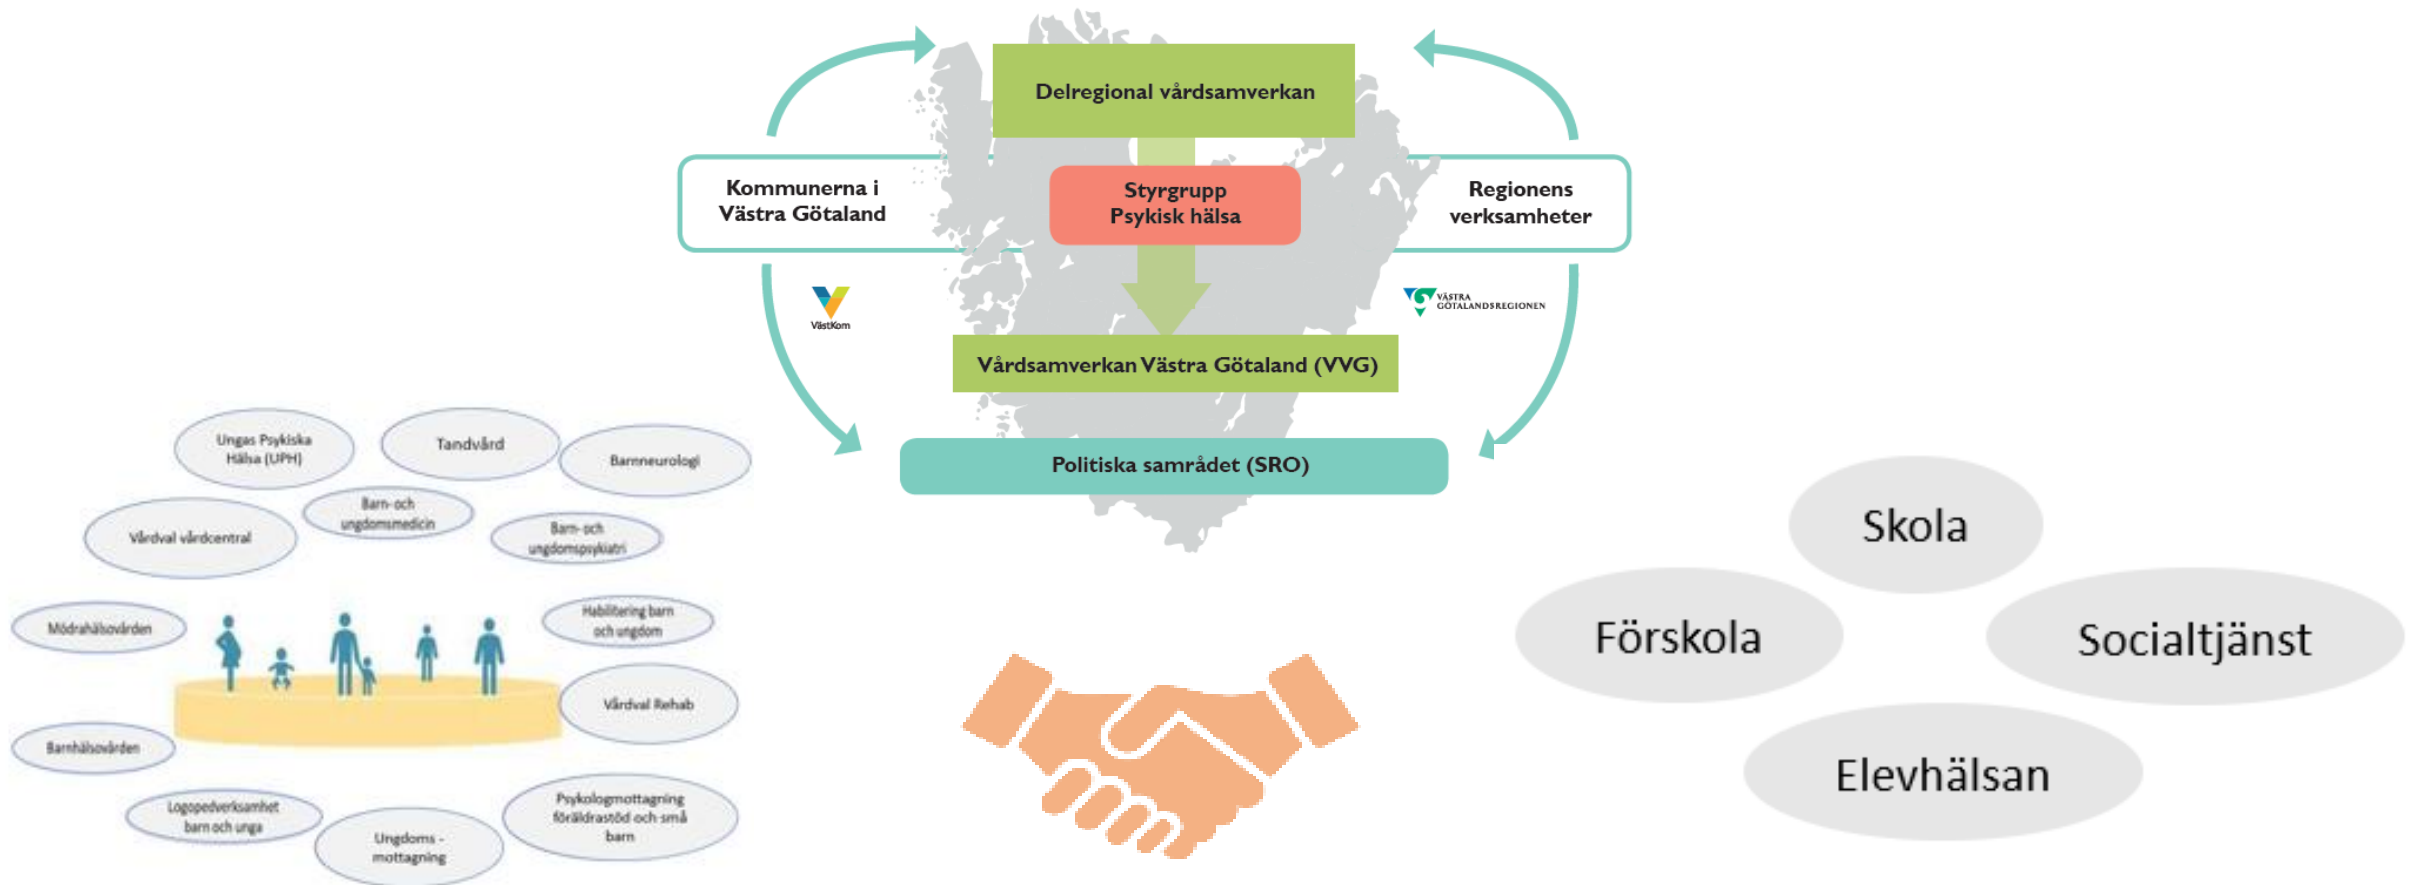 Delregional vårdsamverkan
Kommunerna i
Västra Götaland
Styrgrupp
Psykisk hälsa
Regionens
verksamheter
VästKom
VÄSTRA
GÖTALANDSREGIONEN
Vårdsamverkan Västra Götaland (VVG)
Politiska samrådet (SRO)
Ungas Psykiska
Hälsa (UPH)
Tandvård
Barnneurologi
Vårdval vårdcentral
Barn- och
ungdomsmedicin
Barn- och
ungdomspsykiatri
Mödrahälsovården
Habilitering barn
och ungdom
Vårdval Rehab
Barnhälsovården
Logopedverksamhet
barn och unga
Ungdoms -
mottagning
Psykologmottagning
föräldrastöd och små
barn
Skola
Förskola
Socialtjänst
Elevhälsan